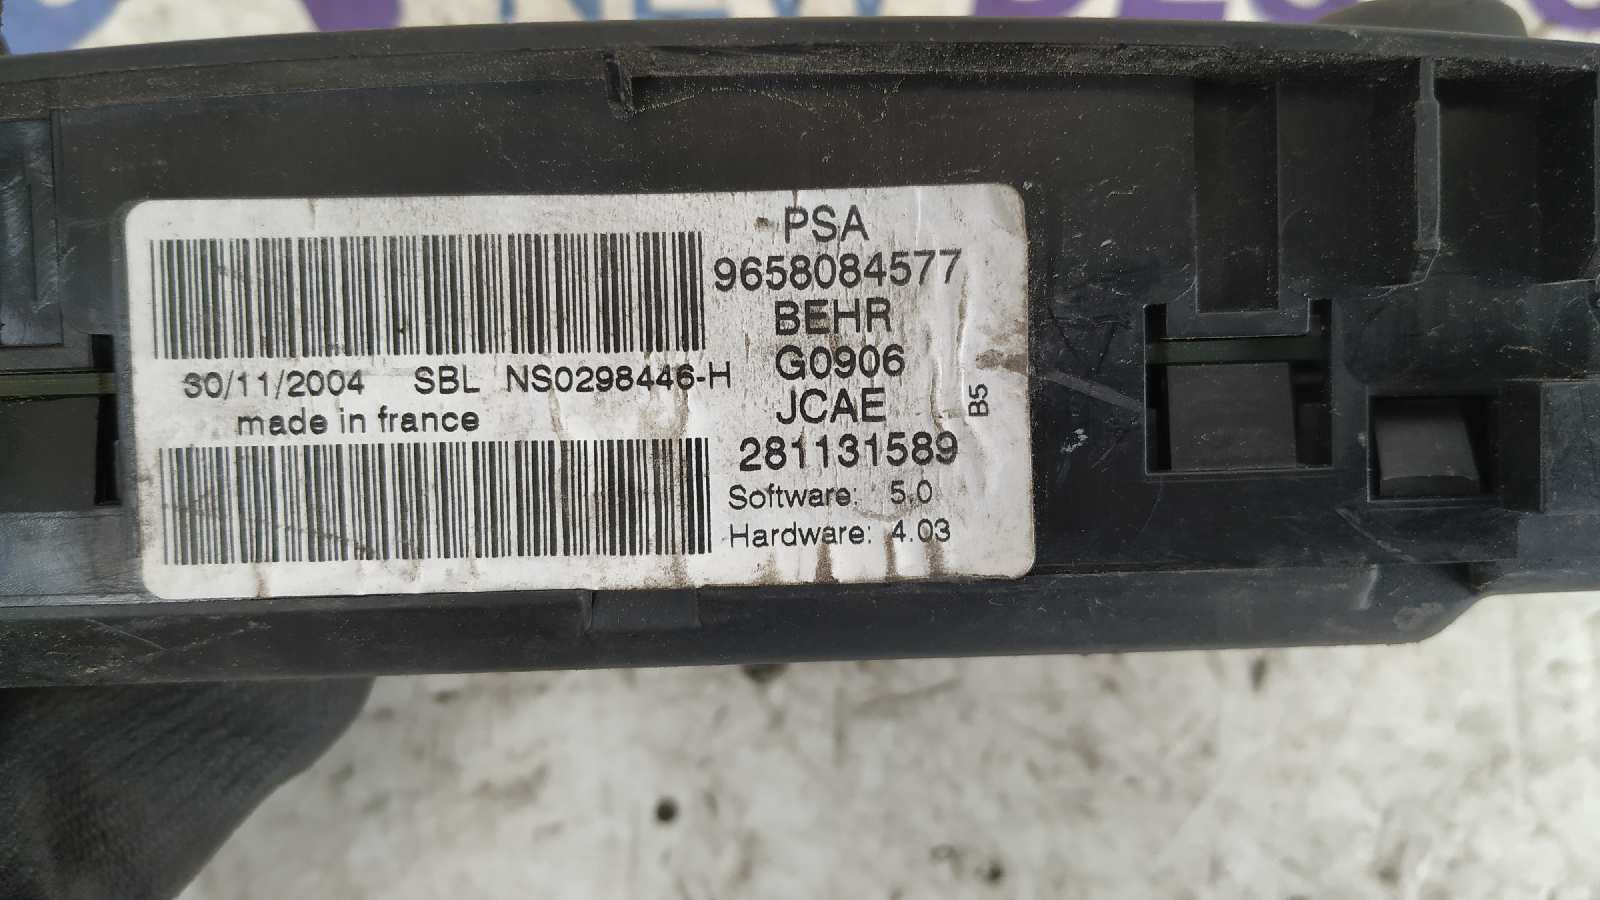 NEW
PSA
9658084577
BEHR
G0906
30/11/2004 SBL NS0298446-H
made in france
JCAE
B5
281131589
Software: 5.0
Hardware: 4.03